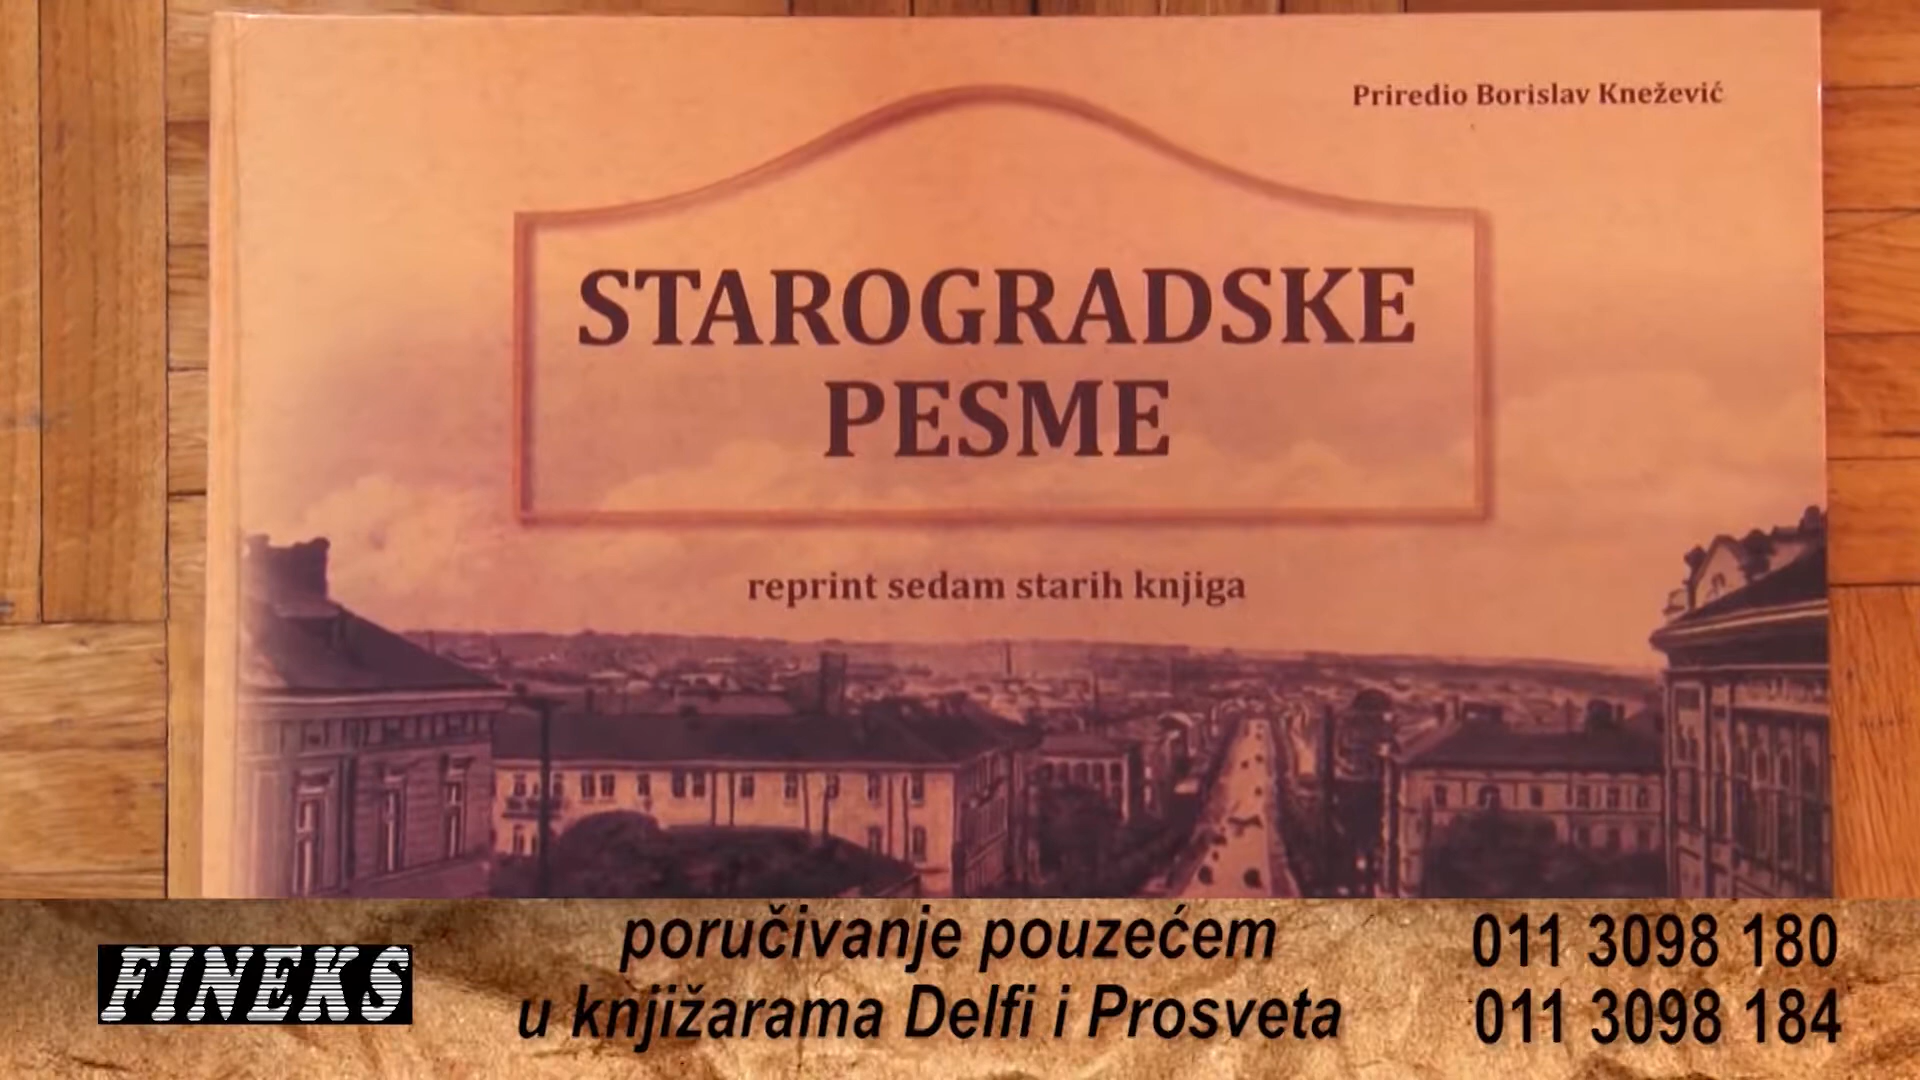 Priredio Borislav Knežević
STAROGRADSKE
PESME
reprint sedam starih knjiga
FINEKS
poručivanje pouzećem
u knjižarama Delfi i Prosveta
011 3098 180
011 3098 184